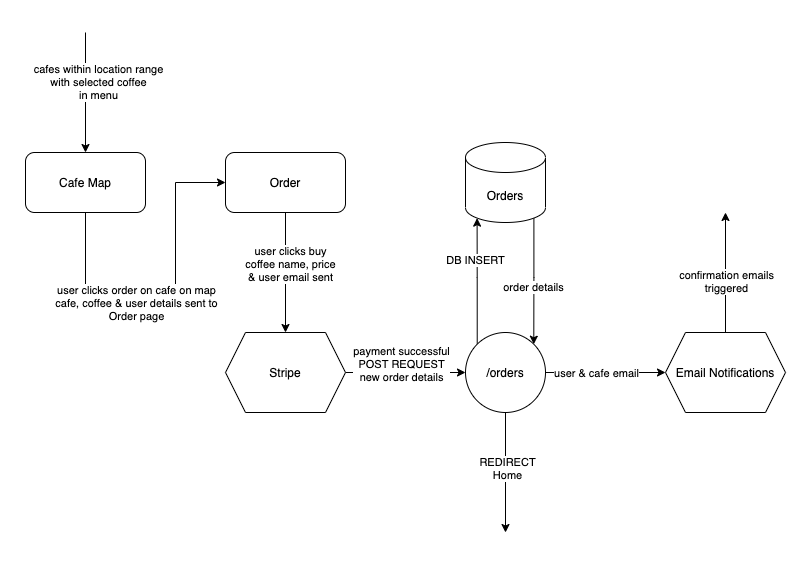 cafes within location range
with selected coffee
in menu
Cafe Map
Order
Orders
user clicks buy
coffee name, price
& user email sent
DB INSERT
order details
confirmation emails
triggered
user clicks order on cafe on map
cafe, coffee & user details sent to
Order page
Stripe
payment successful
POST REQUEST
new order details
/orders
user & cafe email
Email Notifications
REDIRECT
Home